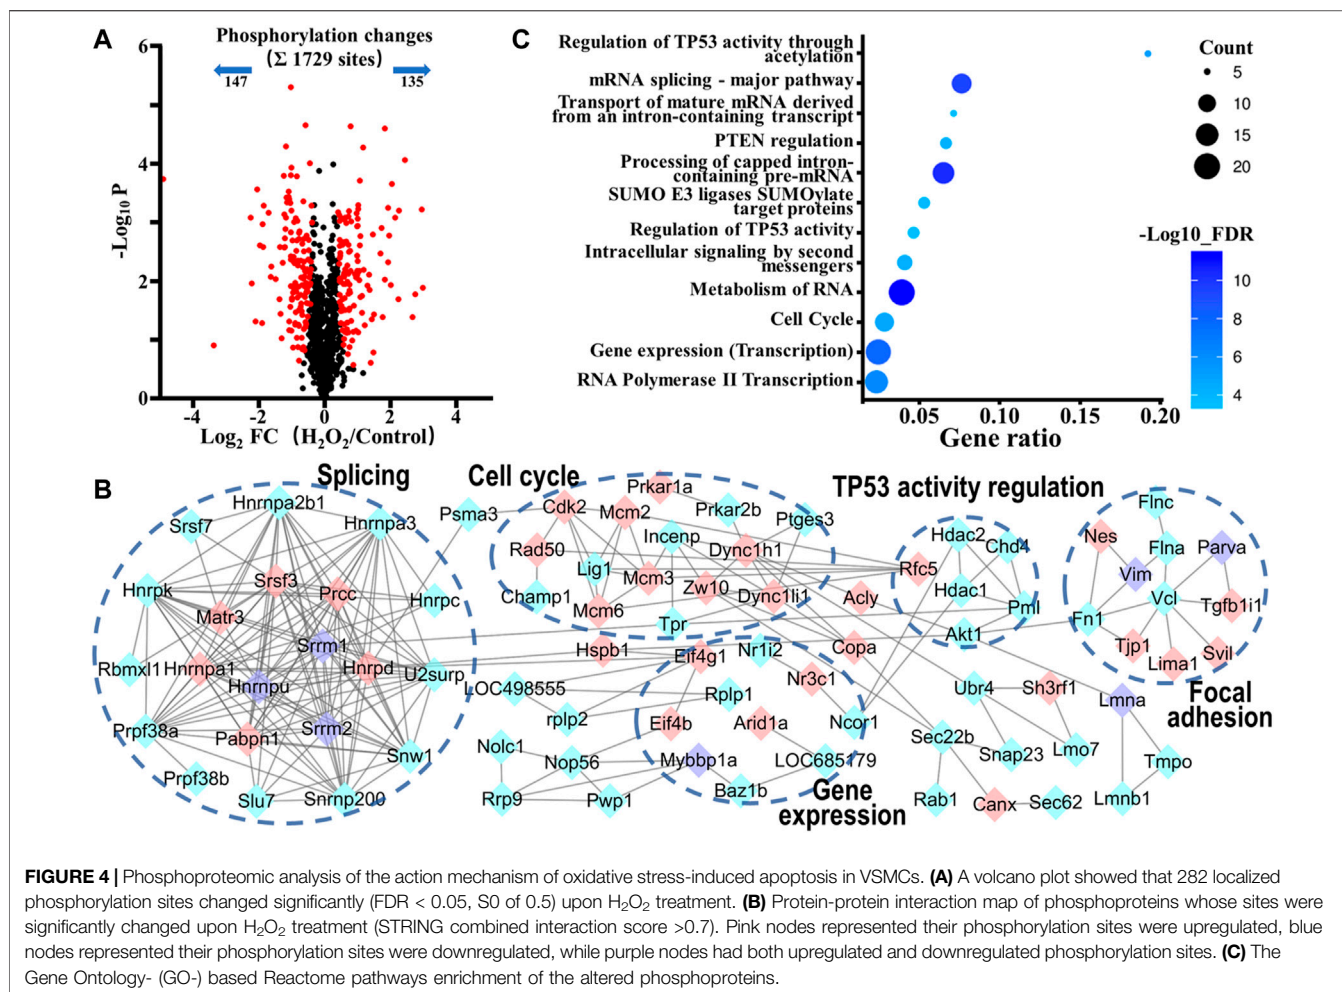 A
Phosphorylation changes
(Σ 1729 sites)
147
135
6
4
2
0
-Log10 P
-4
-2
0
2
4
Log2 FC (H2O2/Control)
C
Regulation of TP53 activity through
acetylation
mRNA splicing - major pathway
Transport of mature mRNA derived
from an intron-containing transcript
PTEN regulation
Processing of capped intron-
containing pre-mRNA
SUMO E3 ligases SUMOylate
target proteins
Regulation of TP53 activity
Intracellular signaling by second
messengers
Metabolism of RNA
Cell Cycle
Gene expression (Transcription)
RNA Polymerase II Transcription
0.05
0.10
0.15
0.20
Gene ratio
Count
5
10
15
20
-Log10_FDR
10
8
6
4
B
Splicing
Hnrnpa2b1
Srsf7
Hnrnpa3
Hnrpk
Srsf3
Prcc
Hnrpc
Matr3
Srrm1
Rbmxl1
Hnrnpa1
Hnrpd
U2surp
Hnrnpu
Prpf38a
Pabpn1
Srrm2
Snw1
Prpf38b
Slu7
Snrnp200
Cell cycle
Psma3
Cdk2
Prkar1a
Mcm2
Prkar2b
Ptges3
Incenp
Rad50
Dync1h1
Lig1
Mcm3
Zw10
Dync1li1
Champ1
Mcm6
Tpr
Hspb1
Eif4g1
Nr1i2
Copa
Acly
LOC498555
Rplp1
Nr3c1
rplp2
Eif4b
Arid1a
Ncor1
Nolc1
Nop56
Mybbp1a
LOC685179
Rrp9
Pwp1
Baz1b
Gene
expression
TP53 activity regulation
Hdac2
Chd4
Rfc5
Hdac1
Pml
Akt1
Ubr4
Sh3rf1
Lmna
Sec22b
Snap23
Lmo7
Tmpo
Rab1
Canx
Sec62
Lmnb1
Flnc
Nes
Flna
Parva
Vim
Vcl
Fn1
Tgfb1i1
Tjp1
Lima1
Svil
Focal
adhesion
FIGURE 4 | Phosphoproteomic analysis of the action mechanism of oxidative stress-induced apoptosis in VSMCs. (A) A volcano plot showed that 282 localized
phosphorylation sites changed significantly (FDR < 0.05, S0 of 0.5) upon H2O2 treatment. (B) Protein-protein interaction map of phosphoproteins whose sites were
significantly changed upon H2O2 treatment (STRING combined interaction score >0.7). Pink nodes represented their phosphorylation sites were upregulated, blue
nodes represented their phosphorylation sites were downregulated, while purple nodes had both upregulated and downregulated phosphorylation sites. (C) The
Gene Ontology- (GO-) based Reactome pathways enrichment of the altered phosphoproteins.